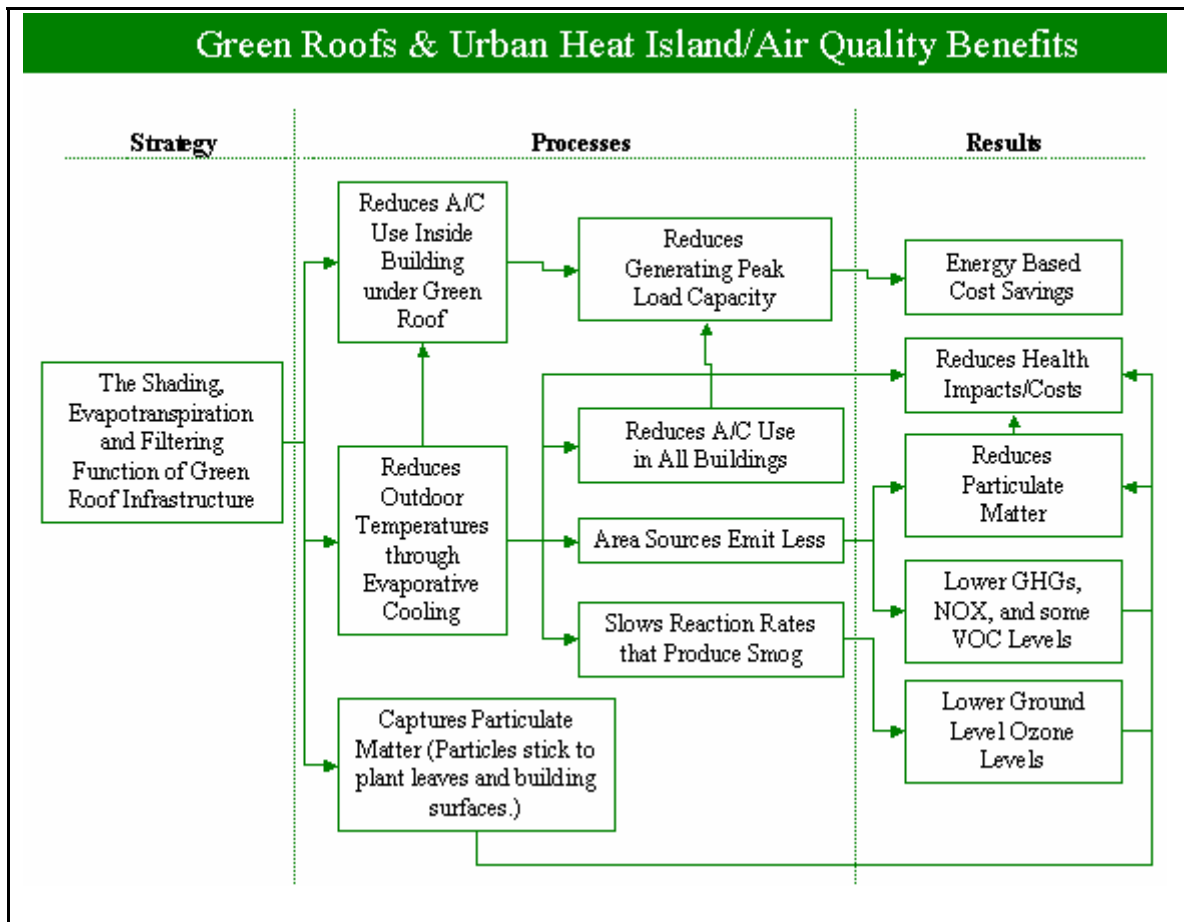 Green Roofs & Urban Heat Island/Air Quality Benefits
Strategy
Processes
Results
The Shading,
Evapotranspiration
and Filtering
Function of Green
Roof Infrastructure
Reduces A/C
Use Inside
Building
under Green
Roof
Reduces
Outdoor
Temperatures
through
Evaporative
Cooling
Captures Particulate
Matter (Particles stick to
plant leaves and building
surfaces.)
Reduces
Generating Peak
Load Capacity
Reduces A/C Use
in All Buildings
Area Sources Emit Less
Slows Reaction Rates
that Produce Smog
Energy Based
Cost Savings
Reduces Health
Impacts/Costs
Reduces
Particulate
Matter
Lower GHGs,
NOX, and some
VOC Levels
Lower Ground
Level Ozone
Levels